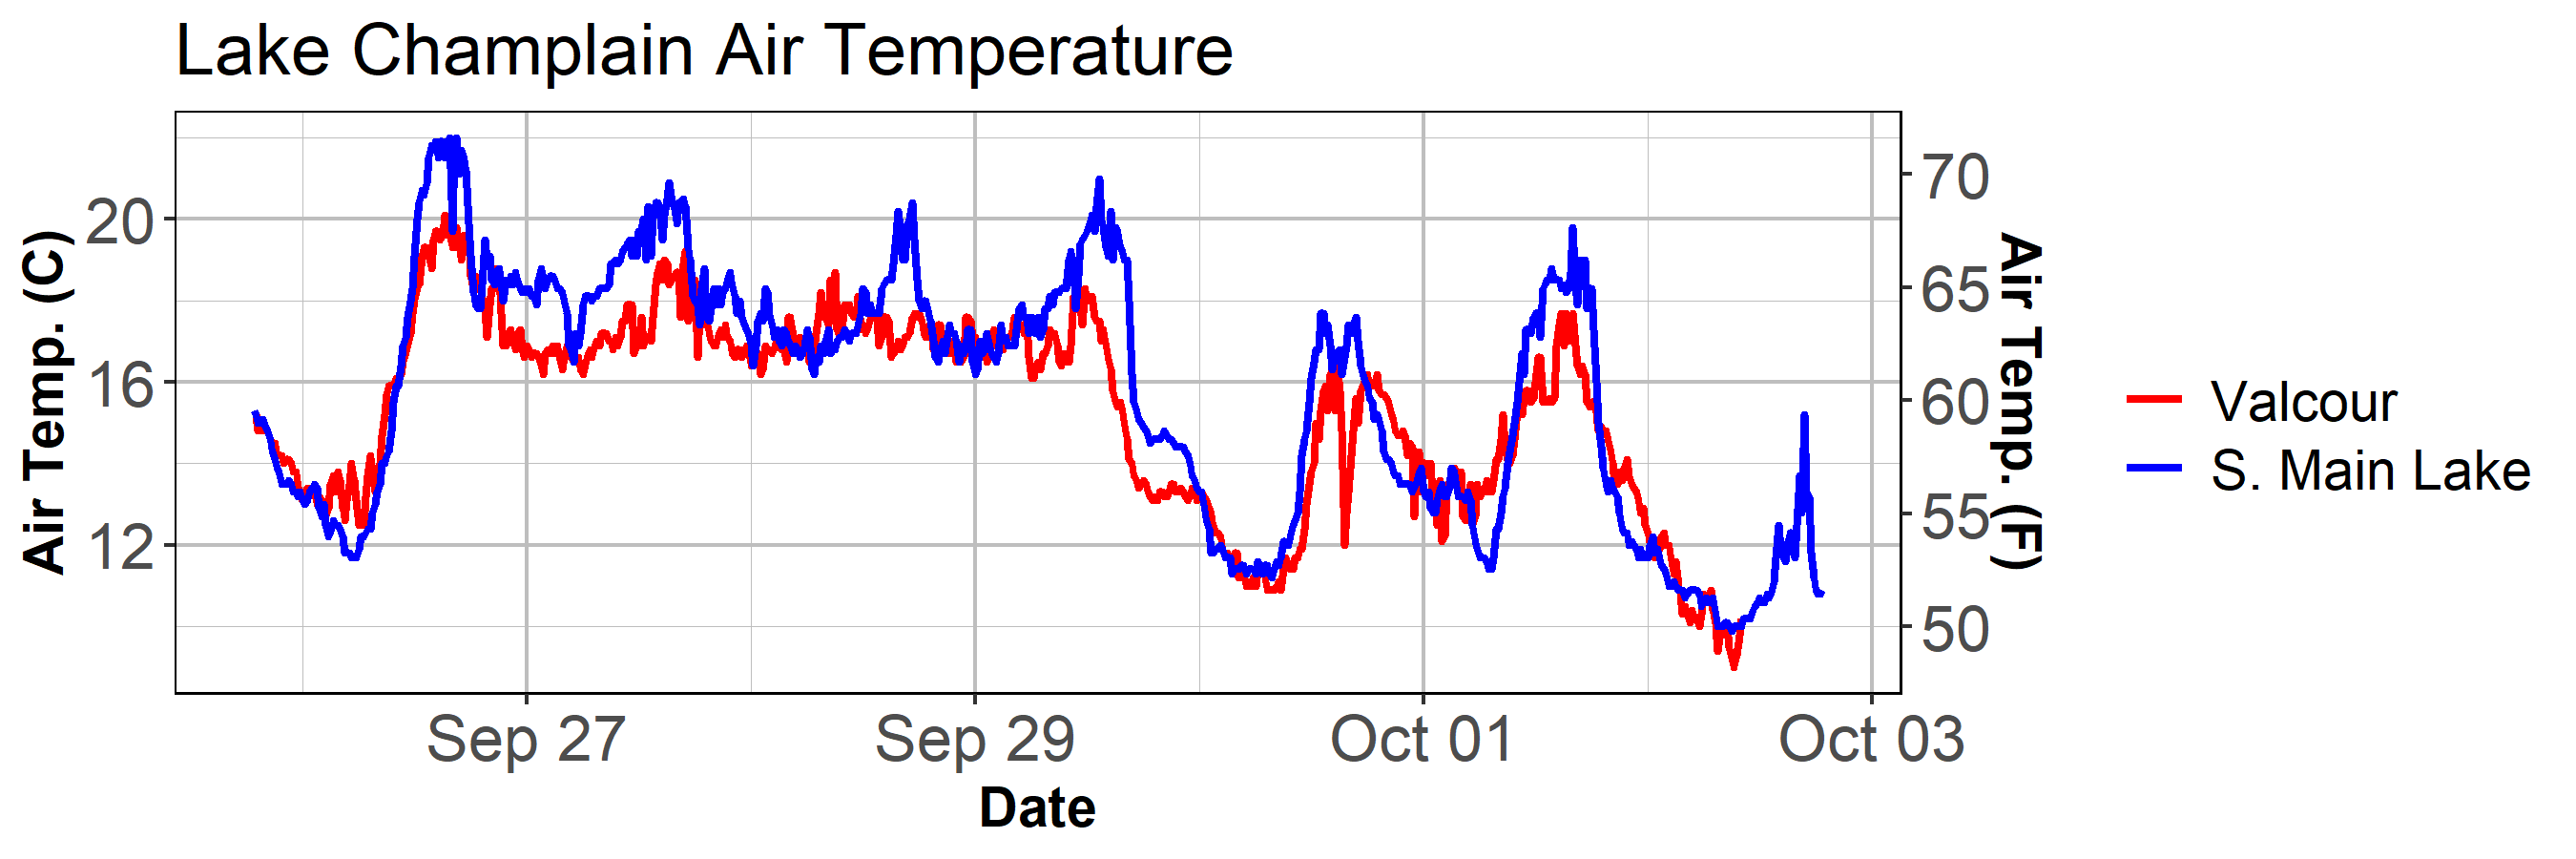 Lake Champlain Air Temperature
Air Temp. (C)
20
16
12
70
65
60
55
50
Air Temp. (F)
Valcour
S. Main Lake
Sep 27
Sep 29
Oct 01
Oct 03
Date